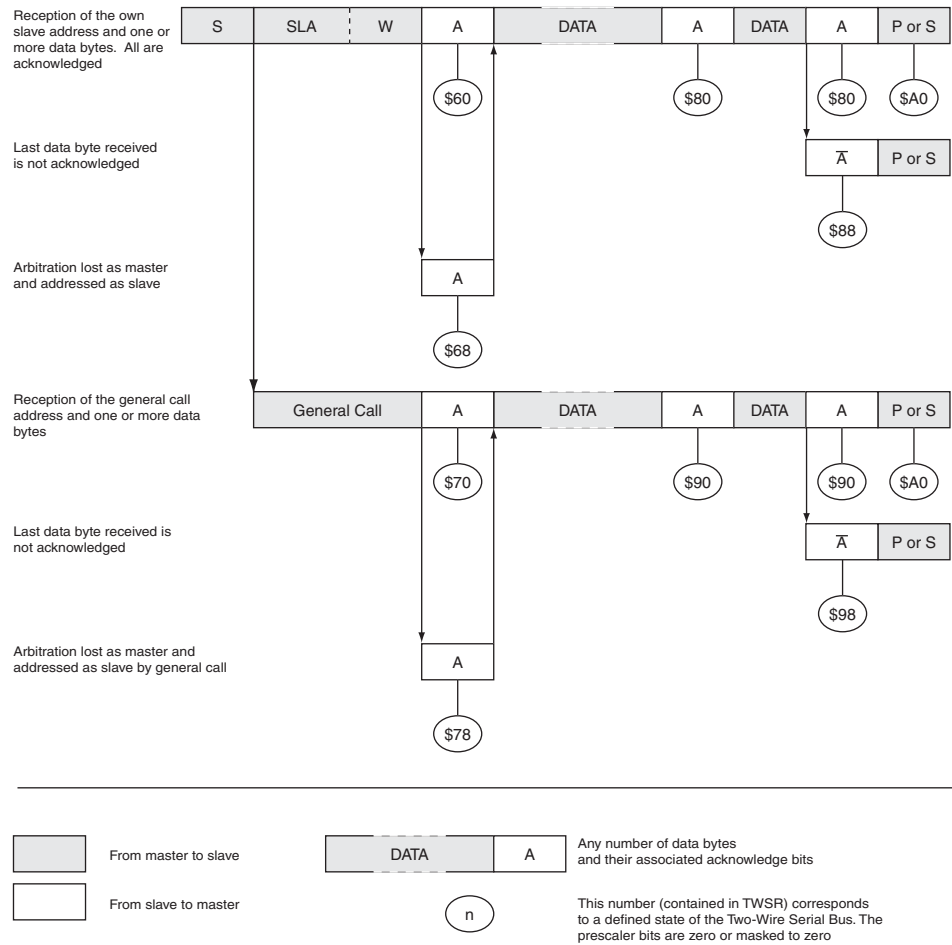 Reception of the own
slave address and one or
more data bytes. All are
acknowledged
S SLA W A DATA A DATA A P or S
$60 $80 $80 $A0
Last data byte received
is not acknowledged
A̅ P or S
$88
Arbitration lost as master
and addressed as slave
A
$68
Reception of the general call
address and one or more data
bytes
General Call A DATA A DATA A P or S
$70 $90 $90 $A0
Last data byte received is
not acknowledged
A̅ P or S
$98
Arbitration lost as master and
addressed as slave by general call
A
$78
From master to slave
DATA A
Any number of data bytes
and their associated acknowledge bits
From slave to master
n
This number (contained in TWSR) corresponds
to a defined state of the Two-Wire Serial Bus. The
prescaler bits are zero or masked to zero